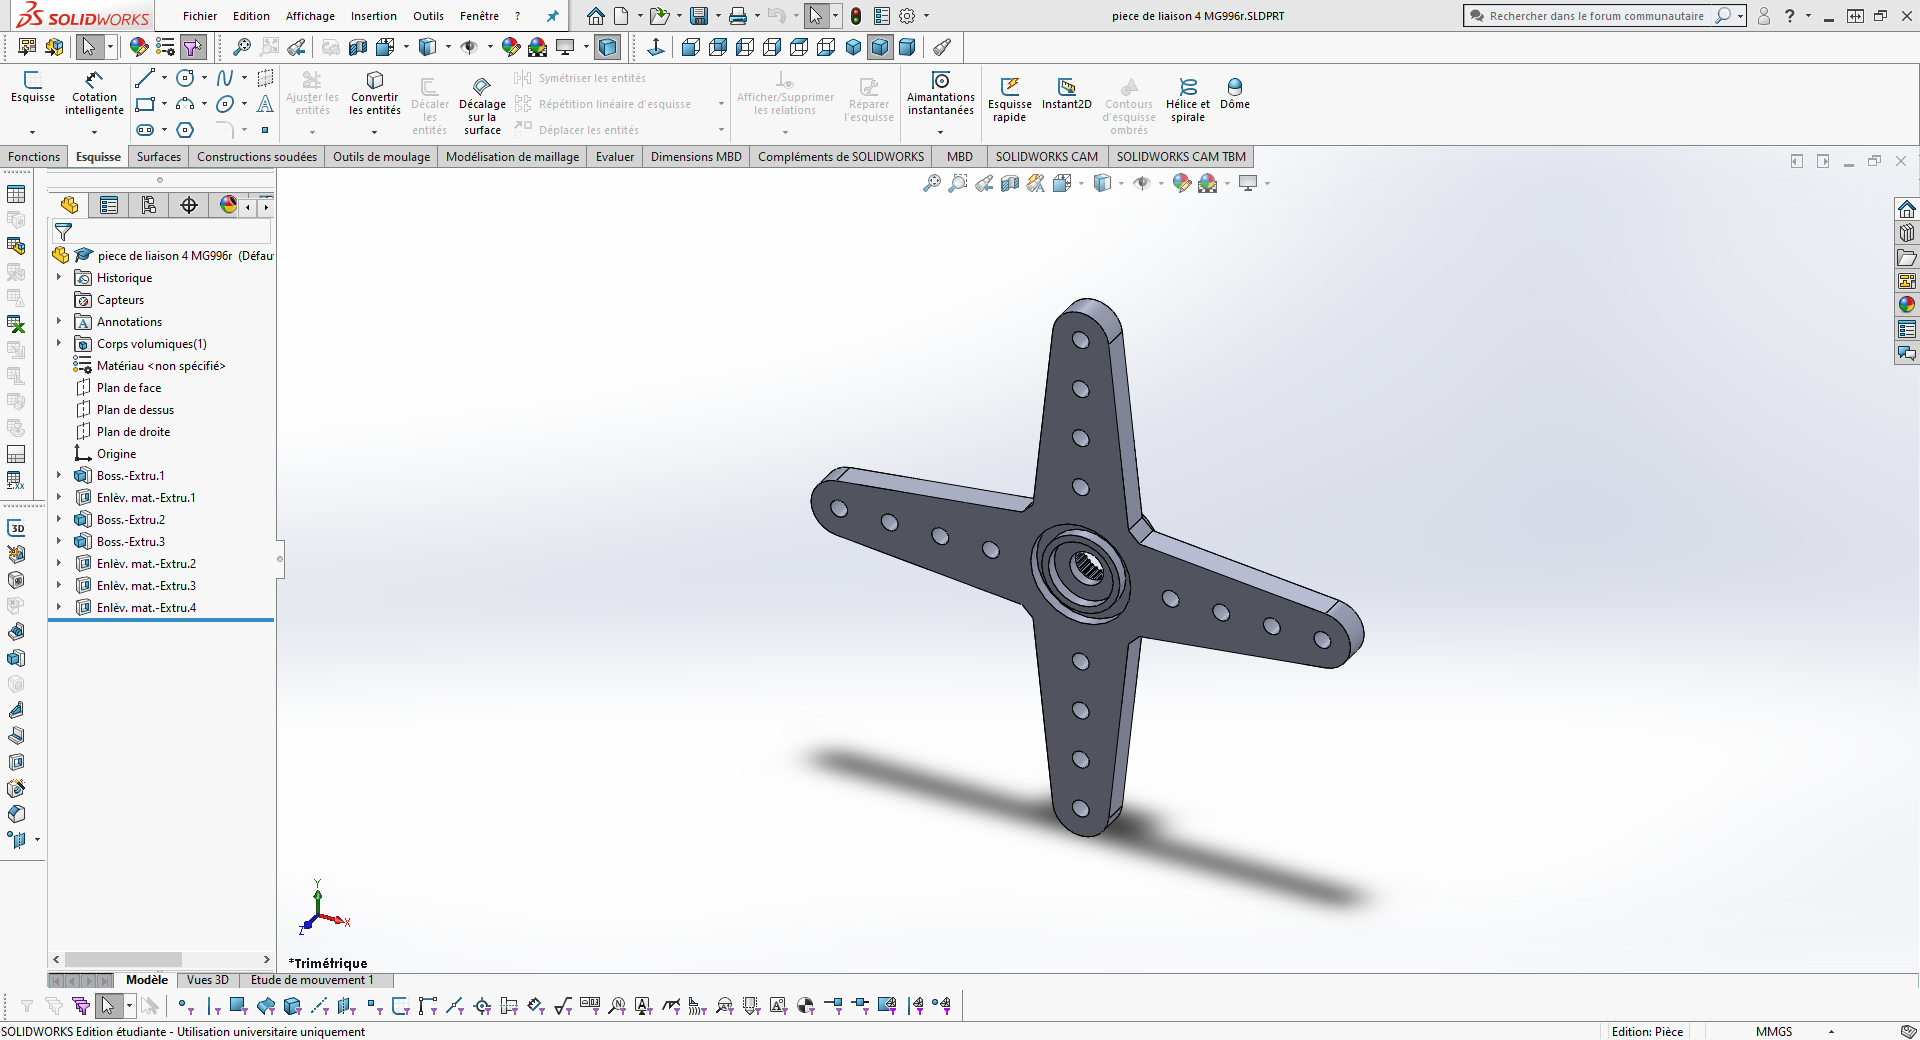 SOLIDWORKS
Fichier Edition Affichage Insertion Outils Fenêtre ?
piece de liaison 4 MG996r.SLDPRT
Rechercher dans le forum communautaire
?
Esquisse
Cotation intelligente
Ajuster les entités
Convertir les entités
Décaler les entités
Décalage sur la surface
Symétriser les entités
Répétition linéaire d'esquisse
Déplacer les entités
Afficher/Supprimer les relations
Réparer l'esquisse
Aimantations instantanées
Esquisse rapide
Instant2D
Contours d'esquisse ombrés
Hélice et spirale
Dôme
Fonctions Esquisse Surfaces Constructions soudées Outils de moulage Modélisation de maillage Evaluer Dimensions MBD Compléments de SOLIDWORKS MBD SOLIDWORKS CAM SOLIDWORKS CAM TBM
piece de liaison 4 MG996r (Défau
Historique
Capteurs
Annotations
Corps volumiques(1)
Matériau <non spécifié>
Plan de face
Plan de dessus
Plan de droite
Origine
Boss.-Extru.1
Enlèv. mat.-Extru.1
Boss.-Extru.2
Boss.-Extru.3
Enlèv. mat.-Extru.2
Enlèv. mat.-Extru.3
Enlèv. mat.-Extru.4
3D
Y
X
Z
*Trimétrique
Modèle Vues 3D Etude de mouvement 1
SOLIDWORKS Edition étudiante - Utilisation universitaire uniquement
Edition: Pièce
MMGS